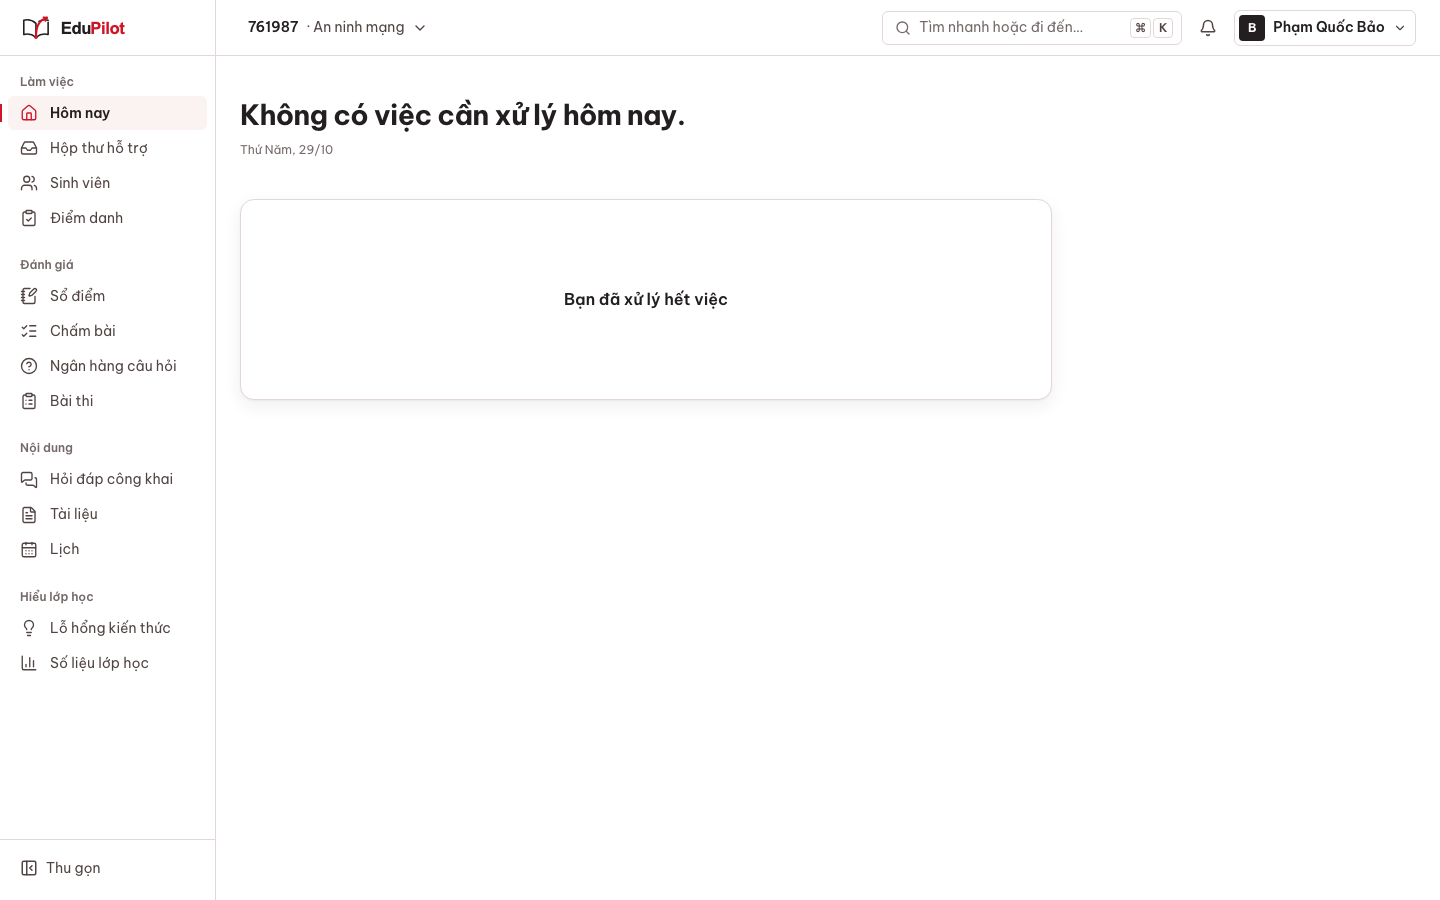 EduPilot
761987 · An ninh mạng
Tìm nhanh hoặc đi đến...
⌘ K
B Phạm Quốc Bảo
Làm việc
Hôm nay
Hộp thư hỗ trợ
Sinh viên
Điểm danh
Đánh giá
Sổ điểm
Chấm bài
Ngân hàng câu hỏi
Bài thi
Nội dung
Hỏi đáp công khai
Tài liệu
Lịch
Hiểu lớp học
Lỗ hổng kiến thức
Số liệu lớp học
Thu gọn
Không có việc cần xử lý hôm nay.
Thứ Năm, 29/10
Bạn đã xử lý hết việc